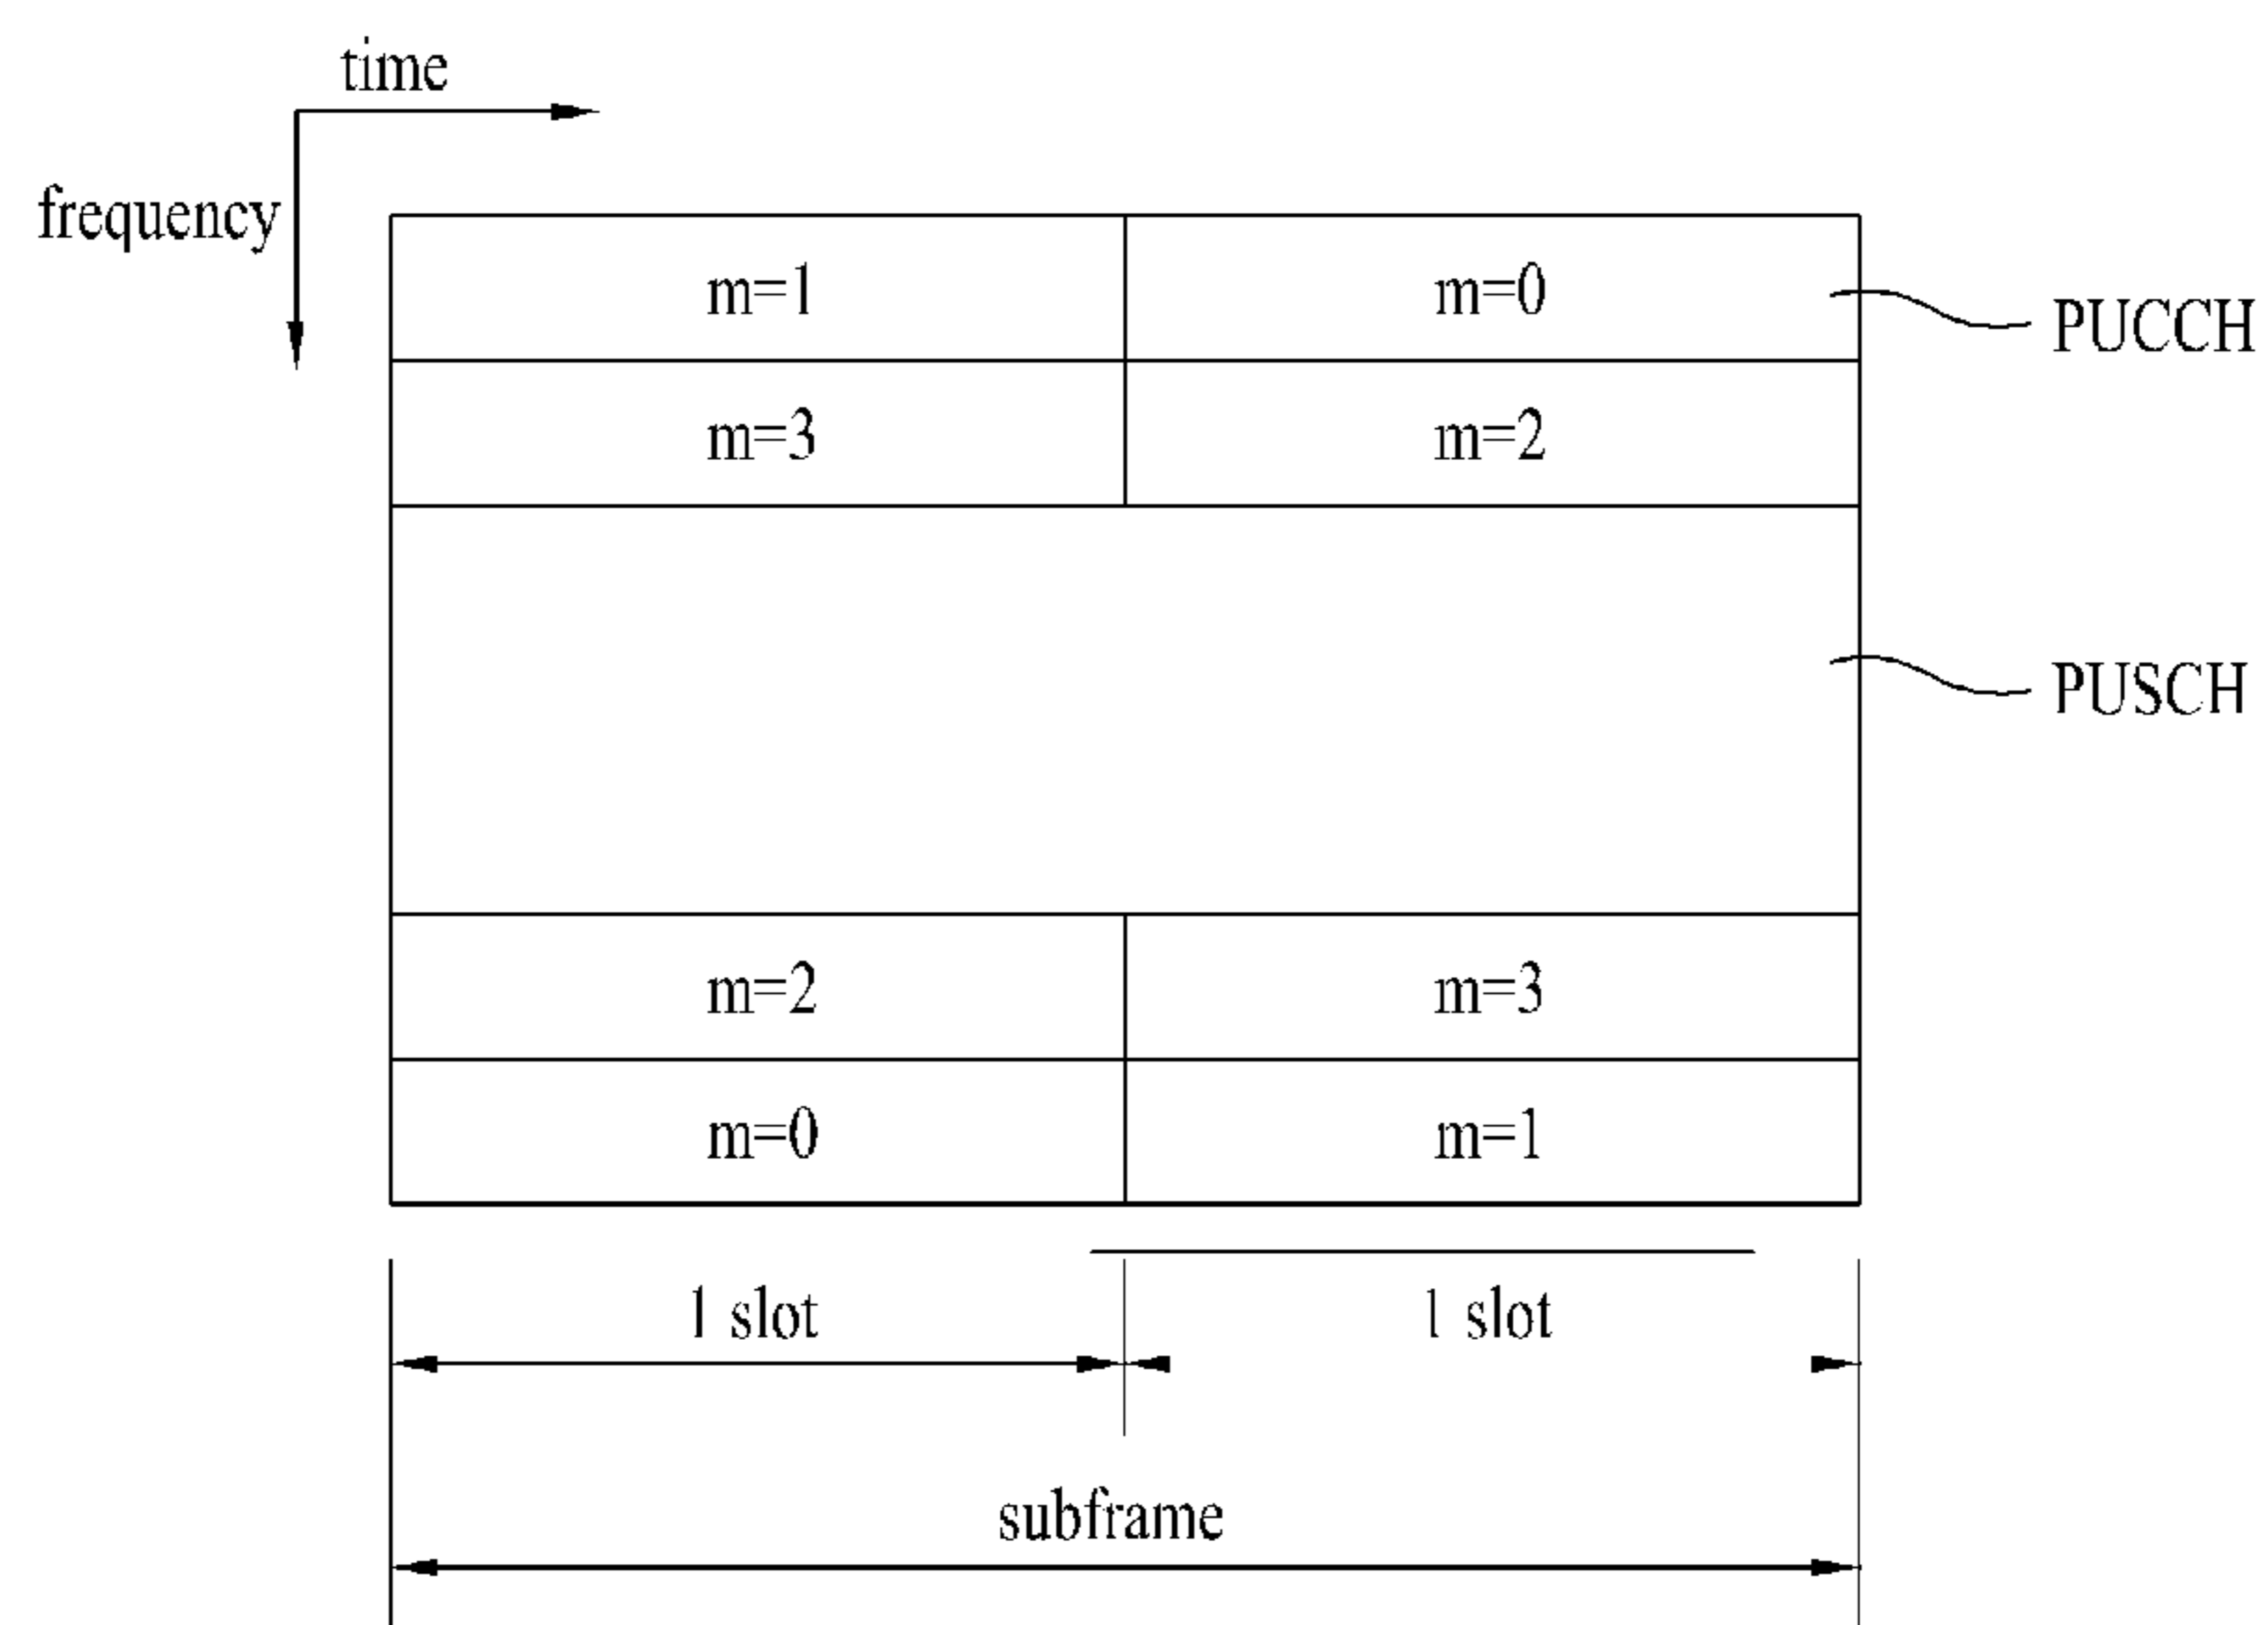 time
frequency
m=1 m=0
PUCCH
m=3 m=2
PUSCH
m=2 m=3
m=0 m=1
1 slot 1 slot
subframe